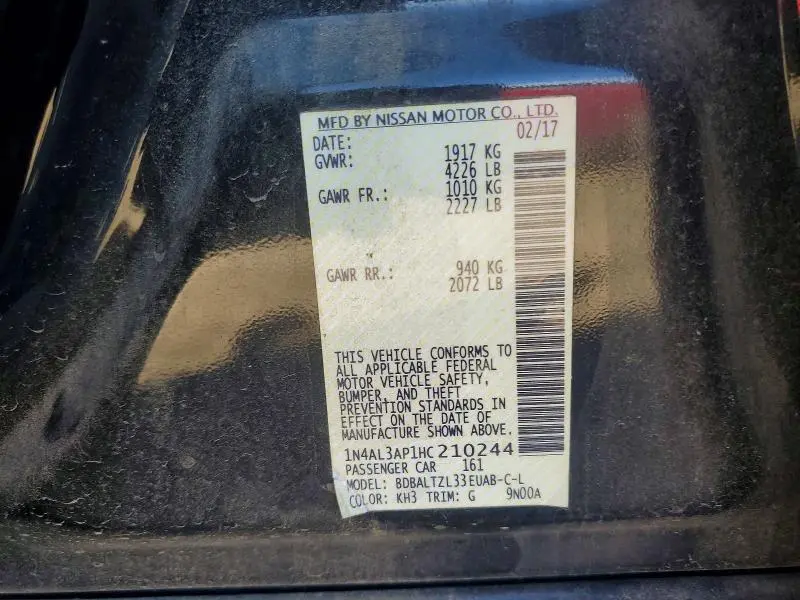 MFD BY NISSAN MOTOR CO., LTD.
DATE: 02/17
GVWR: 1917 KG
4226 LB
GAWR FR.: 1010 KG
2227 LB
GAWR RR.: 940 KG
2072 LB
THIS VEHICLE CONFORMS TO
ALL APPLICABLE FEDERAL
MOTOR VEHICLE SAFETY,
BUMPER, AND THEFT
PREVENTION STANDARDS IN
EFFECT ON THE DATE OF
MANUFACTURE SHOWN ABOVE.
1N4AL3AP1HC210244
PASSENGER CAR 161
MODEL: BDBALTZL33EUAB-C-L
COLOR: KH3 TRIM: G 9N00A